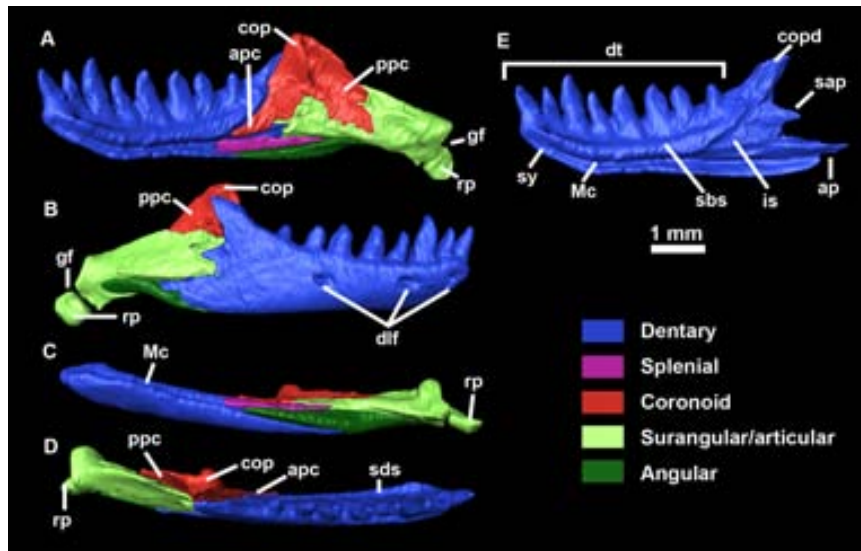 A
cop
apc
ppc
gf
rp
E
dt
copd
sap
sy
Mc
sbs
is
ap
1 mm
B
ppc
cop
gf
rp
dlf
C
Mc
rp
D
ppc
cop
apc
sds
rp
Dentary
Splenial
Coronoid
Surangular/articular
Angular